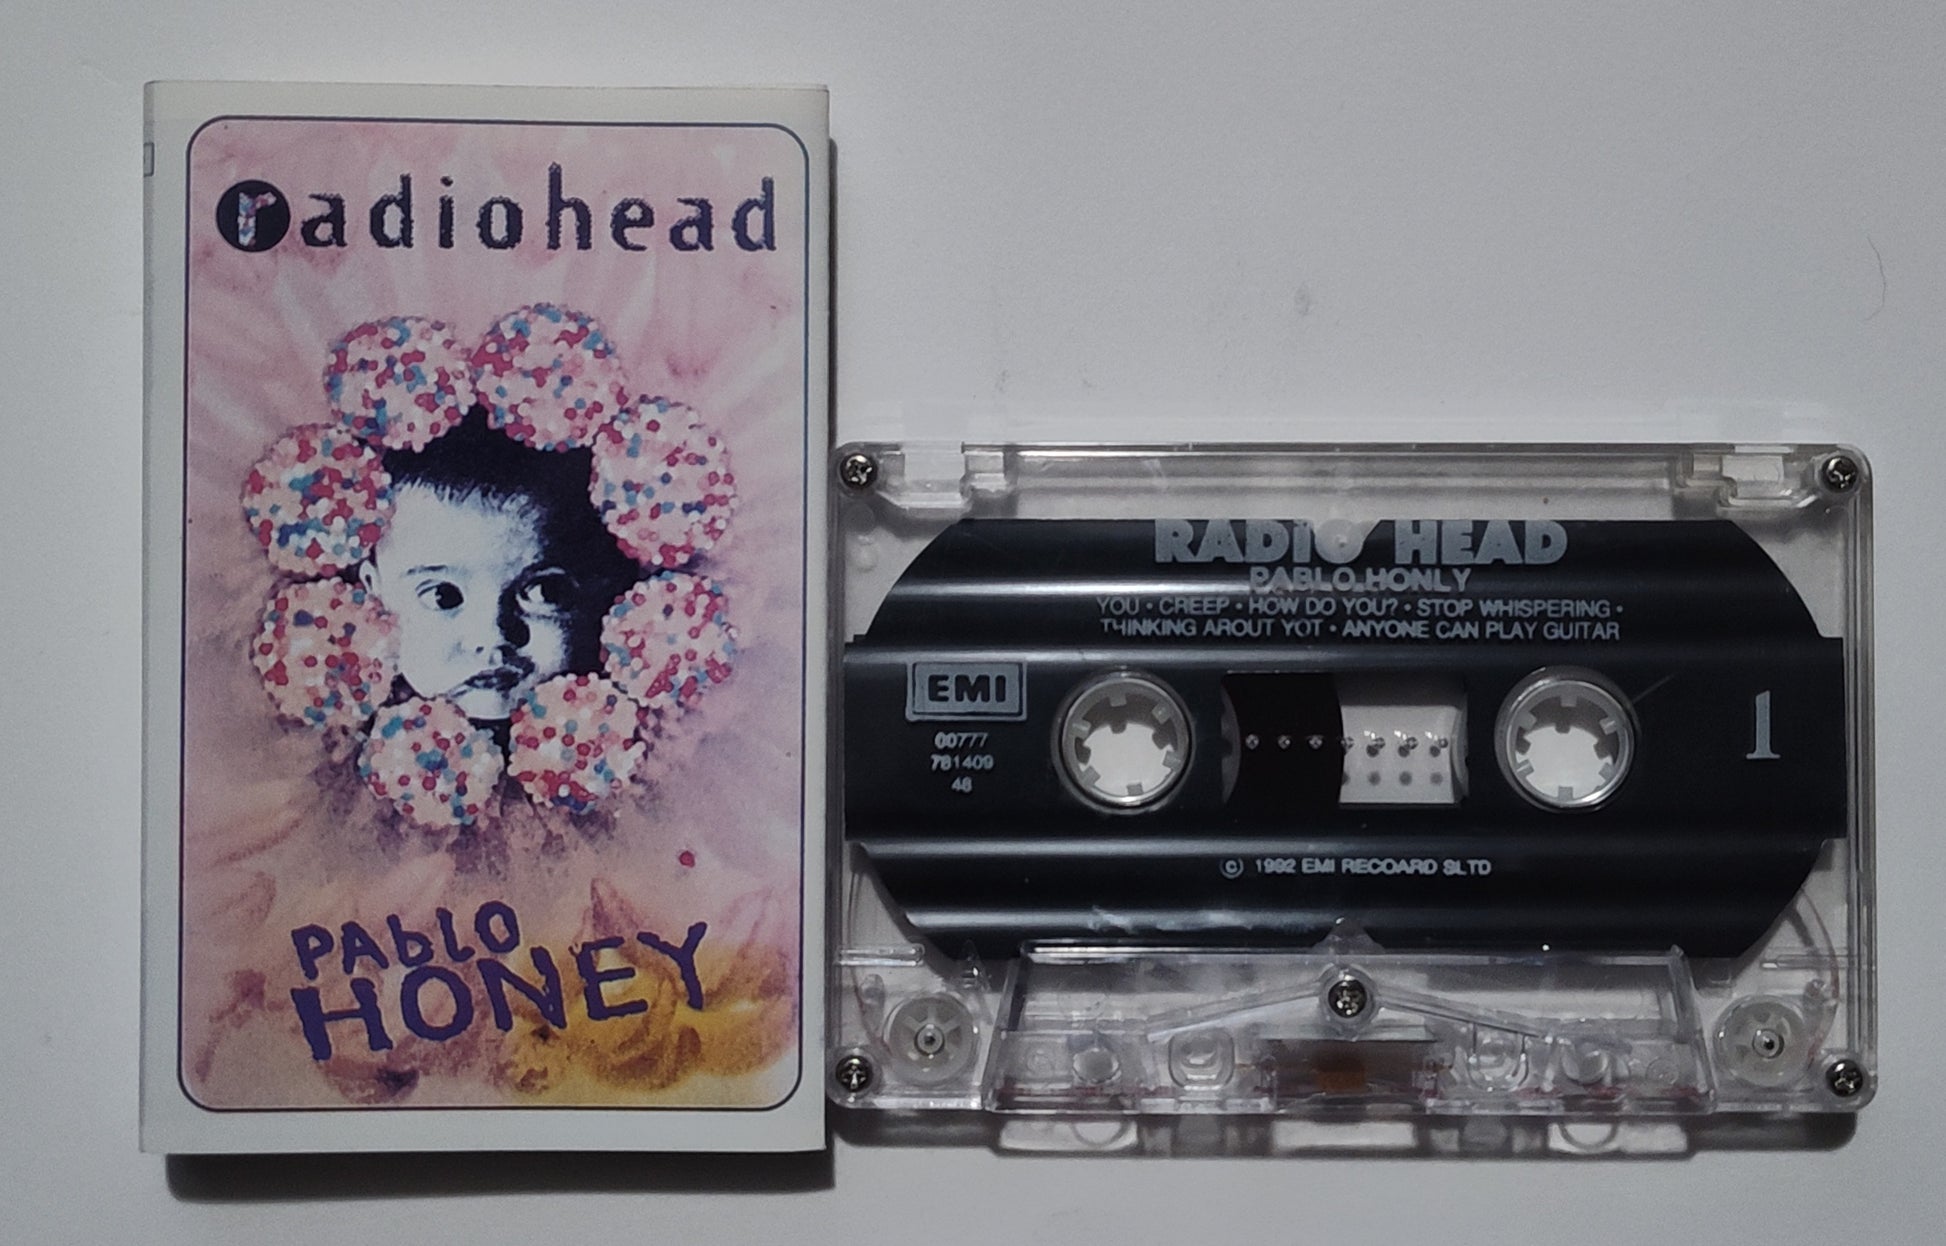 radiohead
PAblO
HONEY
RADIO HEAD
PABLO.HONLY
YOU • CREEP • HOW DO YOU? • STOP WHISPERING •
THINKING AROUT YOT • ANYONE CAN PLAY GUITAR
EMI
00777
781409
46
1
© 1992 EMI RECOARD SLTD